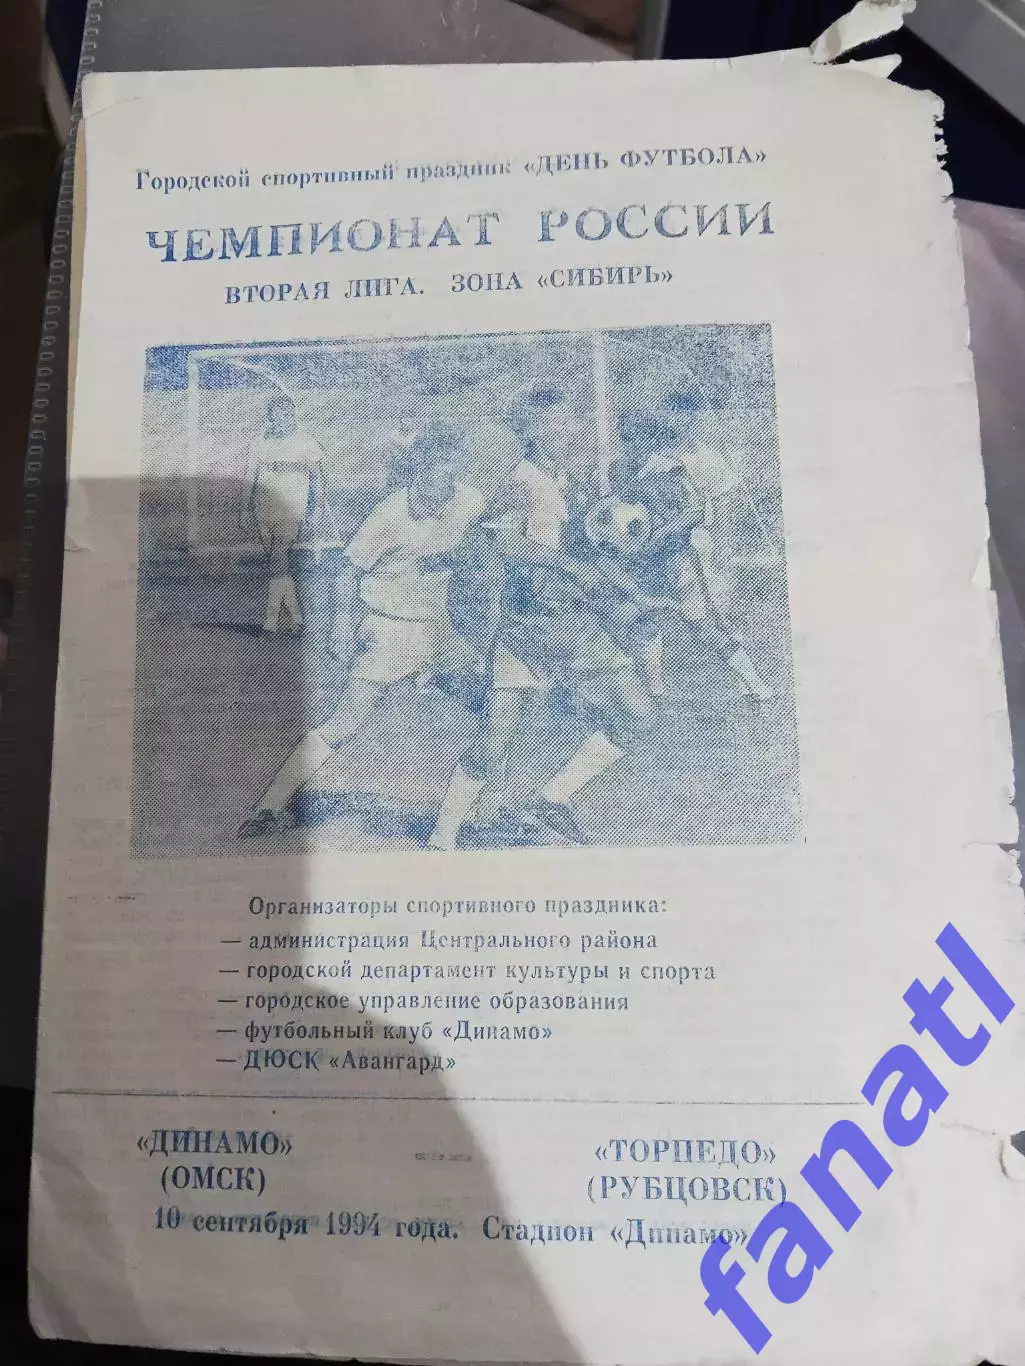 Городской спортивный праздник «ДЕНЬ ФУТБОЛА»
ЧЕМПИОНАТ РОССИИ
ВТОРАЯ ЛИГА. ЗОНА «СИБИРЬ»
Организаторы спортивного праздника:
— администрация Центрального района
— городской департамент культуры и спорта
— городское управление образования
— футбольный клуб «Динамо»
— ДЮСК «Авангард»
«ДИНАМО» «ТОРПЕДО»
(ОМСК) (РУБЦОВСК)
10 сентября 1994 года. Стадион «Динамо»
fanatl